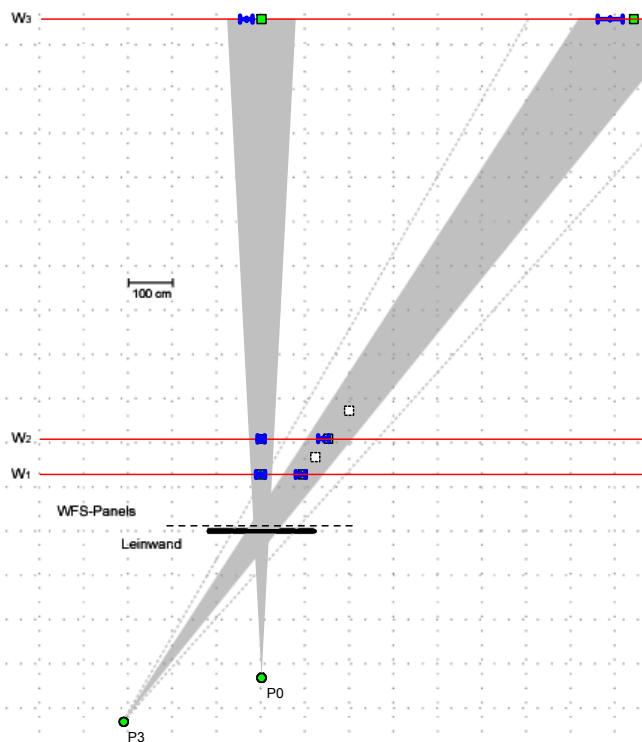 W₃
100 cm
W₂
W₁
WFS-Panels
Leinwand
P0
P3